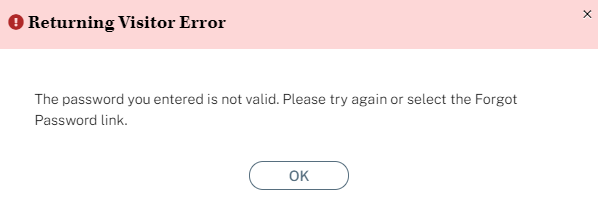 Returning Visitor Error
The password you entered is not valid. Please try again or select the Forgot
Password link.
OK